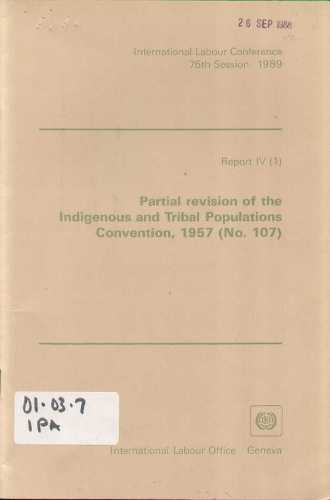 26 SEP 1988
International Labour Conference
76th Session 1989
Report IV (1)
Partial revision of the
Indigenous and Tribal Populations
Convention, 1957 (No. 107)
01.03.7
IPA
International Labour Office Geneva